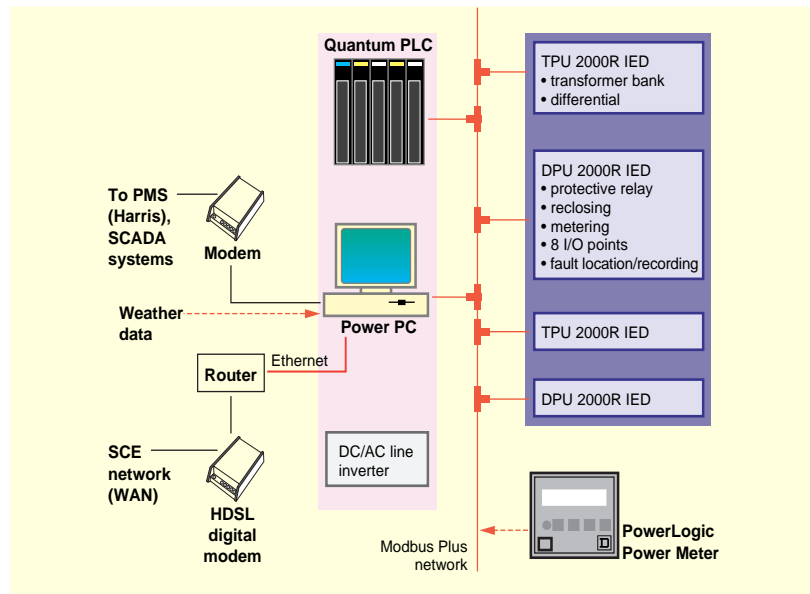 Quantum PLC
TPU 2000R IED
• transformer bank
• differential
DPU 2000R IED
• protective relay
• reclosing
• metering
• 8 I/O points
• fault location/recording
To PMS
(Harris),
SCADA
systems
Modem
Weather
data
Power PC
TPU 2000R IED
Ethernet
Router
DPU 2000R IED
DC/AC line
inverter
SCE
network
(WAN)
HDSL
digital
modem
Modbus Plus
network
D
PowerLogic
Power Meter